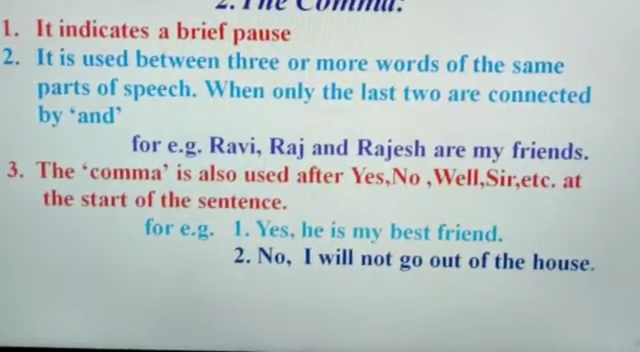 2. The Comma:
1. It indicates a brief pause
2. It is used between three or more words of the same
parts of speech. When only the last two are connected
by ‘and’
for e.g. Ravi, Raj and Rajesh are my friends.
3. The ‘comma’ is also used after Yes,No ,Well,Sir,etc. at
the start of the sentence.
for e.g. 1. Yes, he is my best friend.
2. No, I will not go out of the house.